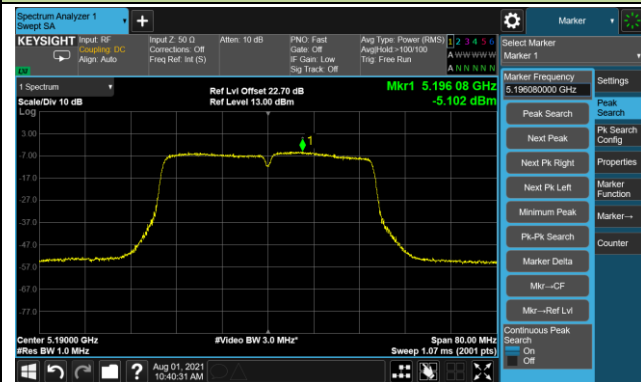 Spectrum Analyzer 1
Swept SA
Marker
KEYSIGHT
Input: RF
Coupling: DC
Align: Auto
Input Z: 50 Ω
Corrections: Off
Freq Ref: Int (S)
Atten: 10 dB
PNO: Fast
Gate: Off
IF Gain: Low
Sig Track: Off
Avg Type: Power (RMS)
Avg|Hold:>100/100
Trig: Free Run
1 2 3 4 5 6
A W W W W W
A N N N N N
LVI
Select Marker
Marker 1
1 Spectrum
Scale/Div 10 dB
Log
Ref Lvl Offset 22.70 dB
Ref Level 13.00 dBm
Mkr1 5.196 08 GHz
-5.102 dBm
3.00
-7.00
-17.0
-27.0
-37.0
-47.0
-57.0
-67.0
-77.0
1
Center 5.19000 GHz
#Res BW 1.0 MHz
#Video BW 3.0 MHz*
Span 80.00 MHz
Sweep 1.07 ms (2001 pts)
Marker Frequency
5.196080000 GHz
Peak Search
Next Peak
Next Pk Right
Next Pk Left
Minimum Peak
Pk-Pk Search
Marker Delta
Mkr→CF
Mkr→Ref Lvl
Continuous Peak
Search
On
Off
Settings
Peak
Search
Pk Search
Config
Properties
Marker
Function
Marker→
Counter
Aug 01, 2021
10:40:31 AM